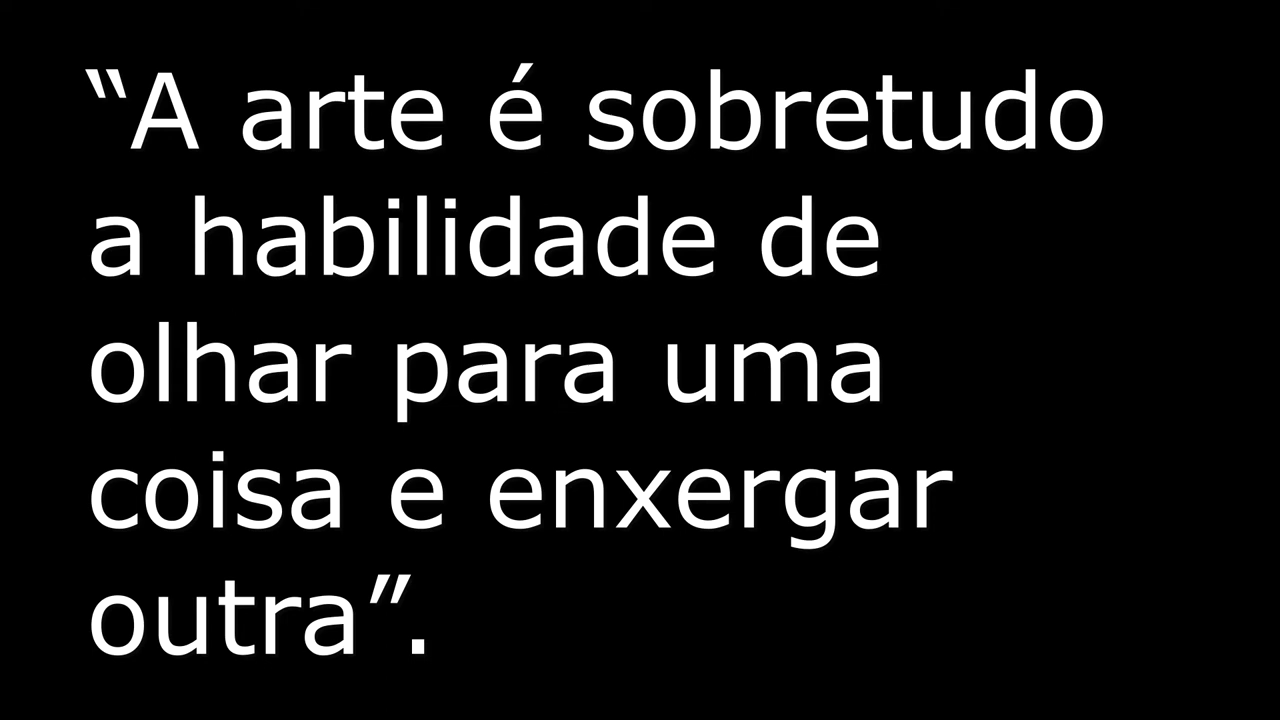 “A arte é sobretudo
a habilidade de
olhar para uma
coisa e enxergar
outra”.